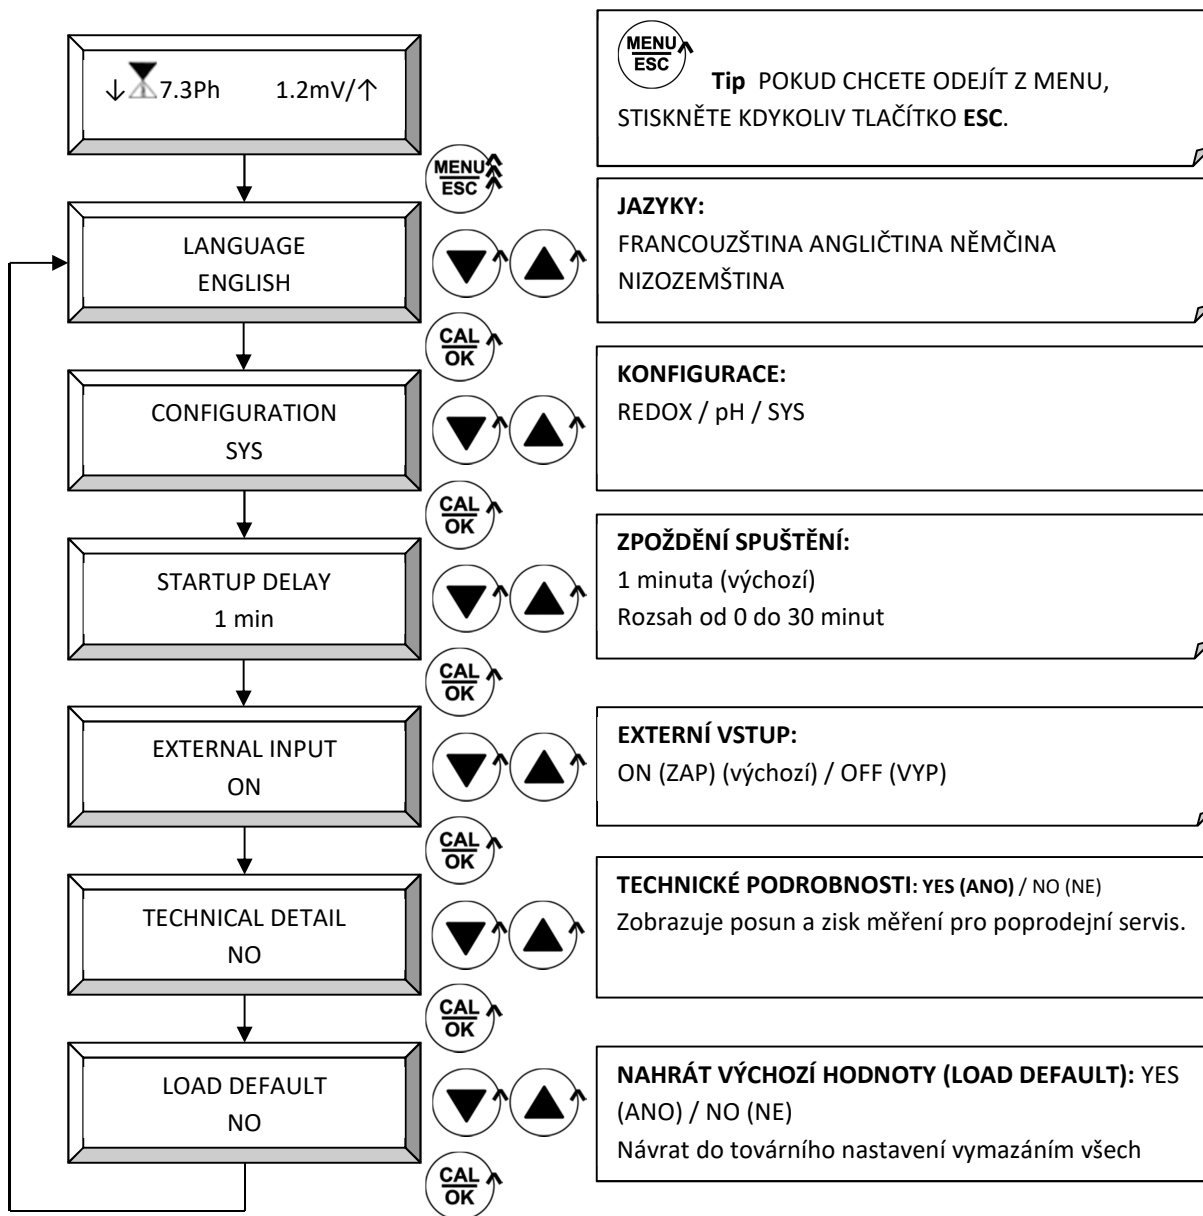 ↓ 7.3Ph 1.2mV/↑
MENU
ESC
Tip POKUD CHCETE ODEJÍT Z MENU,
STISKNĚTE KDYKOLIV TLAČÍTKO ESC.
MENU
ESC
LANGUAGE
ENGLISH
JAZYKY:
FRANCOUZŠTINA ANGLIČTINA NĚMČINA
NIZOZEMŠTINA
CAL
OK
CONFIGURATION
SYS
KONFIGURACE:
REDOX / pH / SYS
CAL
OK
STARTUP DELAY
1 min
ZPOŽDĚNÍ SPUŠTĚNÍ:
1 minuta (výchozí)
Rozsah od 0 do 30 minut
CAL
OK
EXTERNAL INPUT
ON
EXTERNÍ VSTUP:
ON (ZAP) (výchozí) / OFF (VYP)
CAL
OK
TECHNICAL DETAIL
NO
TECHNICKÉ PODROBNOSTI: YES (ANO) / NO (NE)
Zobrazuje posun a zisk měření pro poprodejní servis.
CAL
OK
LOAD DEFAULT
NO
NAHRÁT VÝCHOZÍ HODNOTY (LOAD DEFAULT): YES
(ANO) / NO (NE)
Návrat do továrního nastavení vymazáním všech
CAL
OK